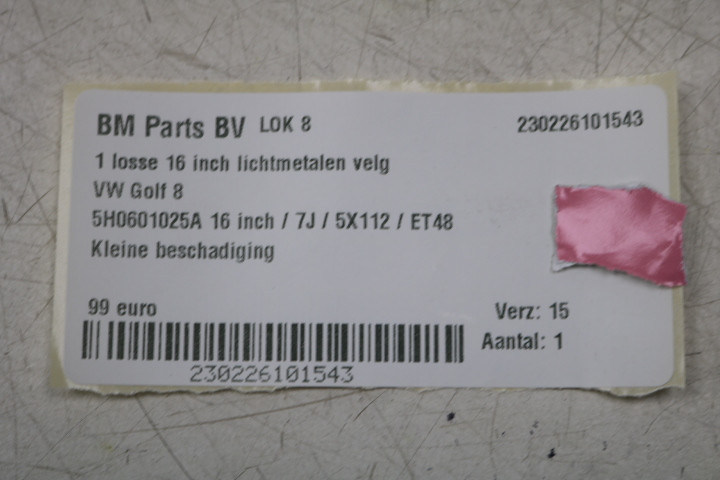 BM Parts BV LOK 8 230226101543
1 losse 16 inch lichtmetalen velg
VW Golf 8
5H0601025A 16 inch / 7J / 5X112 / ET48
Kleine beschadiging
99 euro Verz: 15
Aantal: 1
230226101543